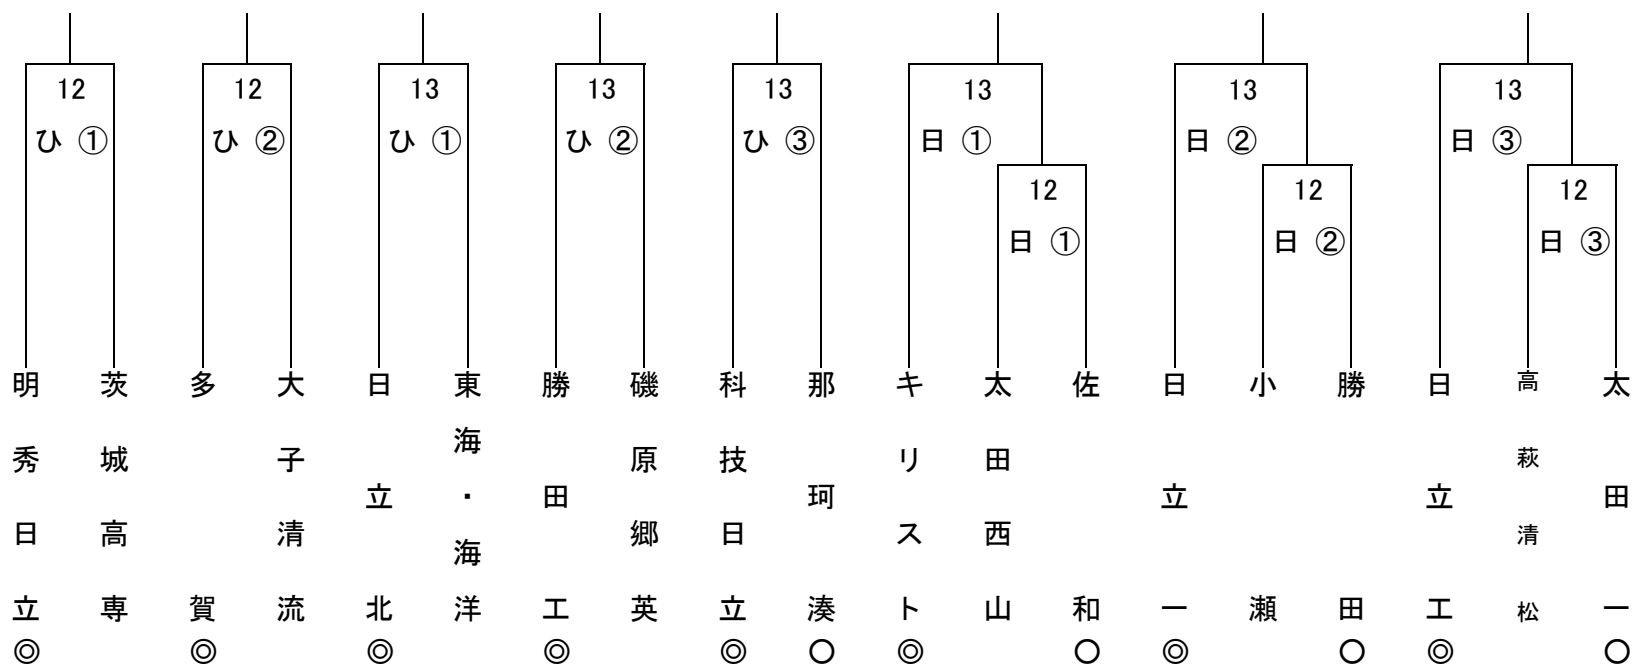 12 12 13 13 13 13 13 13
ひ ① ひ ② ひ ① ひ ② ひ ③ 日 ① 日 ② 日 ③
12 12 12
日 ① 日 ② 日 ③
明秀日立◎
茨城高専
多賀◎
大子清流
日立北◎
東海・海洋
勝田工◎
磯原郷英
科技日立◎
那珂湊○
キリスト◎
太田西山
佐和○
日立一◎
小瀬
勝田○
日立工◎
高萩清松
太田一○